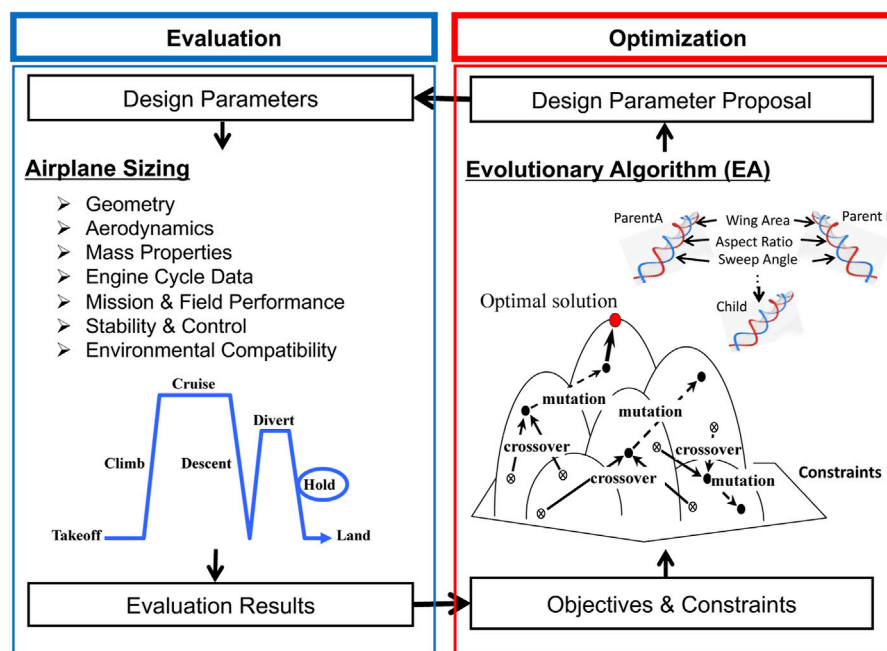 Evaluation
Design Parameters
Airplane Sizing
Geometry
Aerodynamics
Mass Properties
Engine Cycle Data
Mission & Field Performance
Stability & Control
Environmental Compatibility
Cruise
Divert
Climb
Descent
Hold
Takeoff
Land
Evaluation Results
Optimization
Design Parameter Proposal
Evolutionary Algorithm (EA)
ParentA
Wing Area
Parent
Aspect Ratio
Sweep Angle
Child
Optimal solution
mutation
mutation
crossover
crossover
crossover
mutation
Constraints
Objectives & Constraints